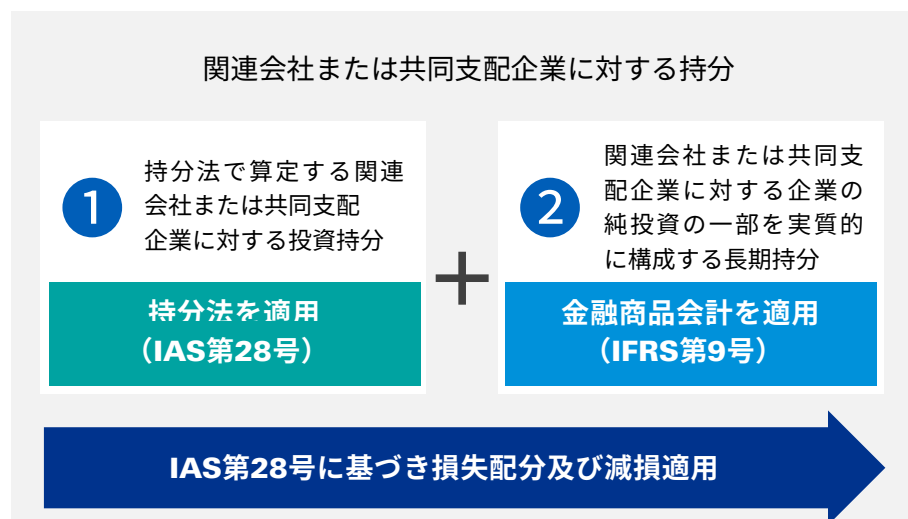 関連会社または共同支配企業に対する持分
1
持分法で算定する関連
会社または共同支配
企業に対する投資持分
持分法を適用
（IAS第28号）
+
2
関連会社または共同支
配企業に対する企業の
純投資の一部を実質的
に構成する長期持分
金融商品会計を適用
（IFRS第9号）
IAS第28号に基づき損失配分及び減損適用